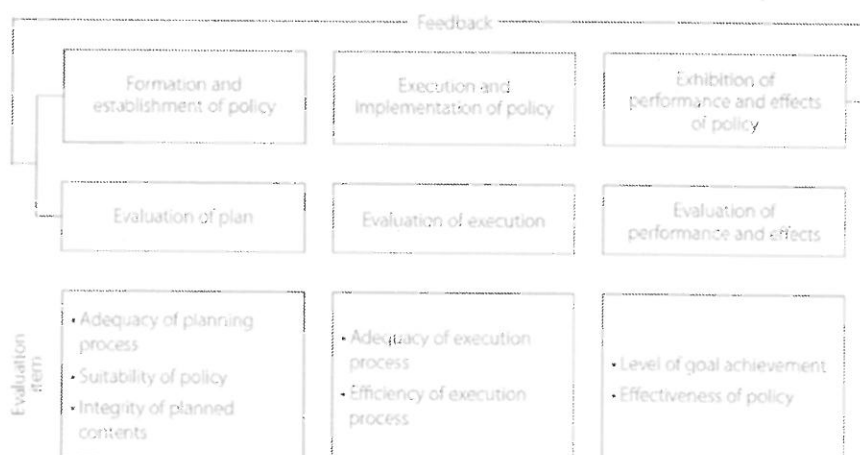 Feedback
Formation and
establishment of policy
Execution and
implementation of policy
Exhibition of
performance and effects
of policy
Evaluation of plan
Evaluation of execution
Evaluation of
performance and effects
Evaluation
item
• Adequacy of planning
process
• Suitability of policy
• Integrity of planned
contents
• Adequacy of execution
process
• Efficiency of execution
process
• Level of goal achievement
• Effectiveness of policy